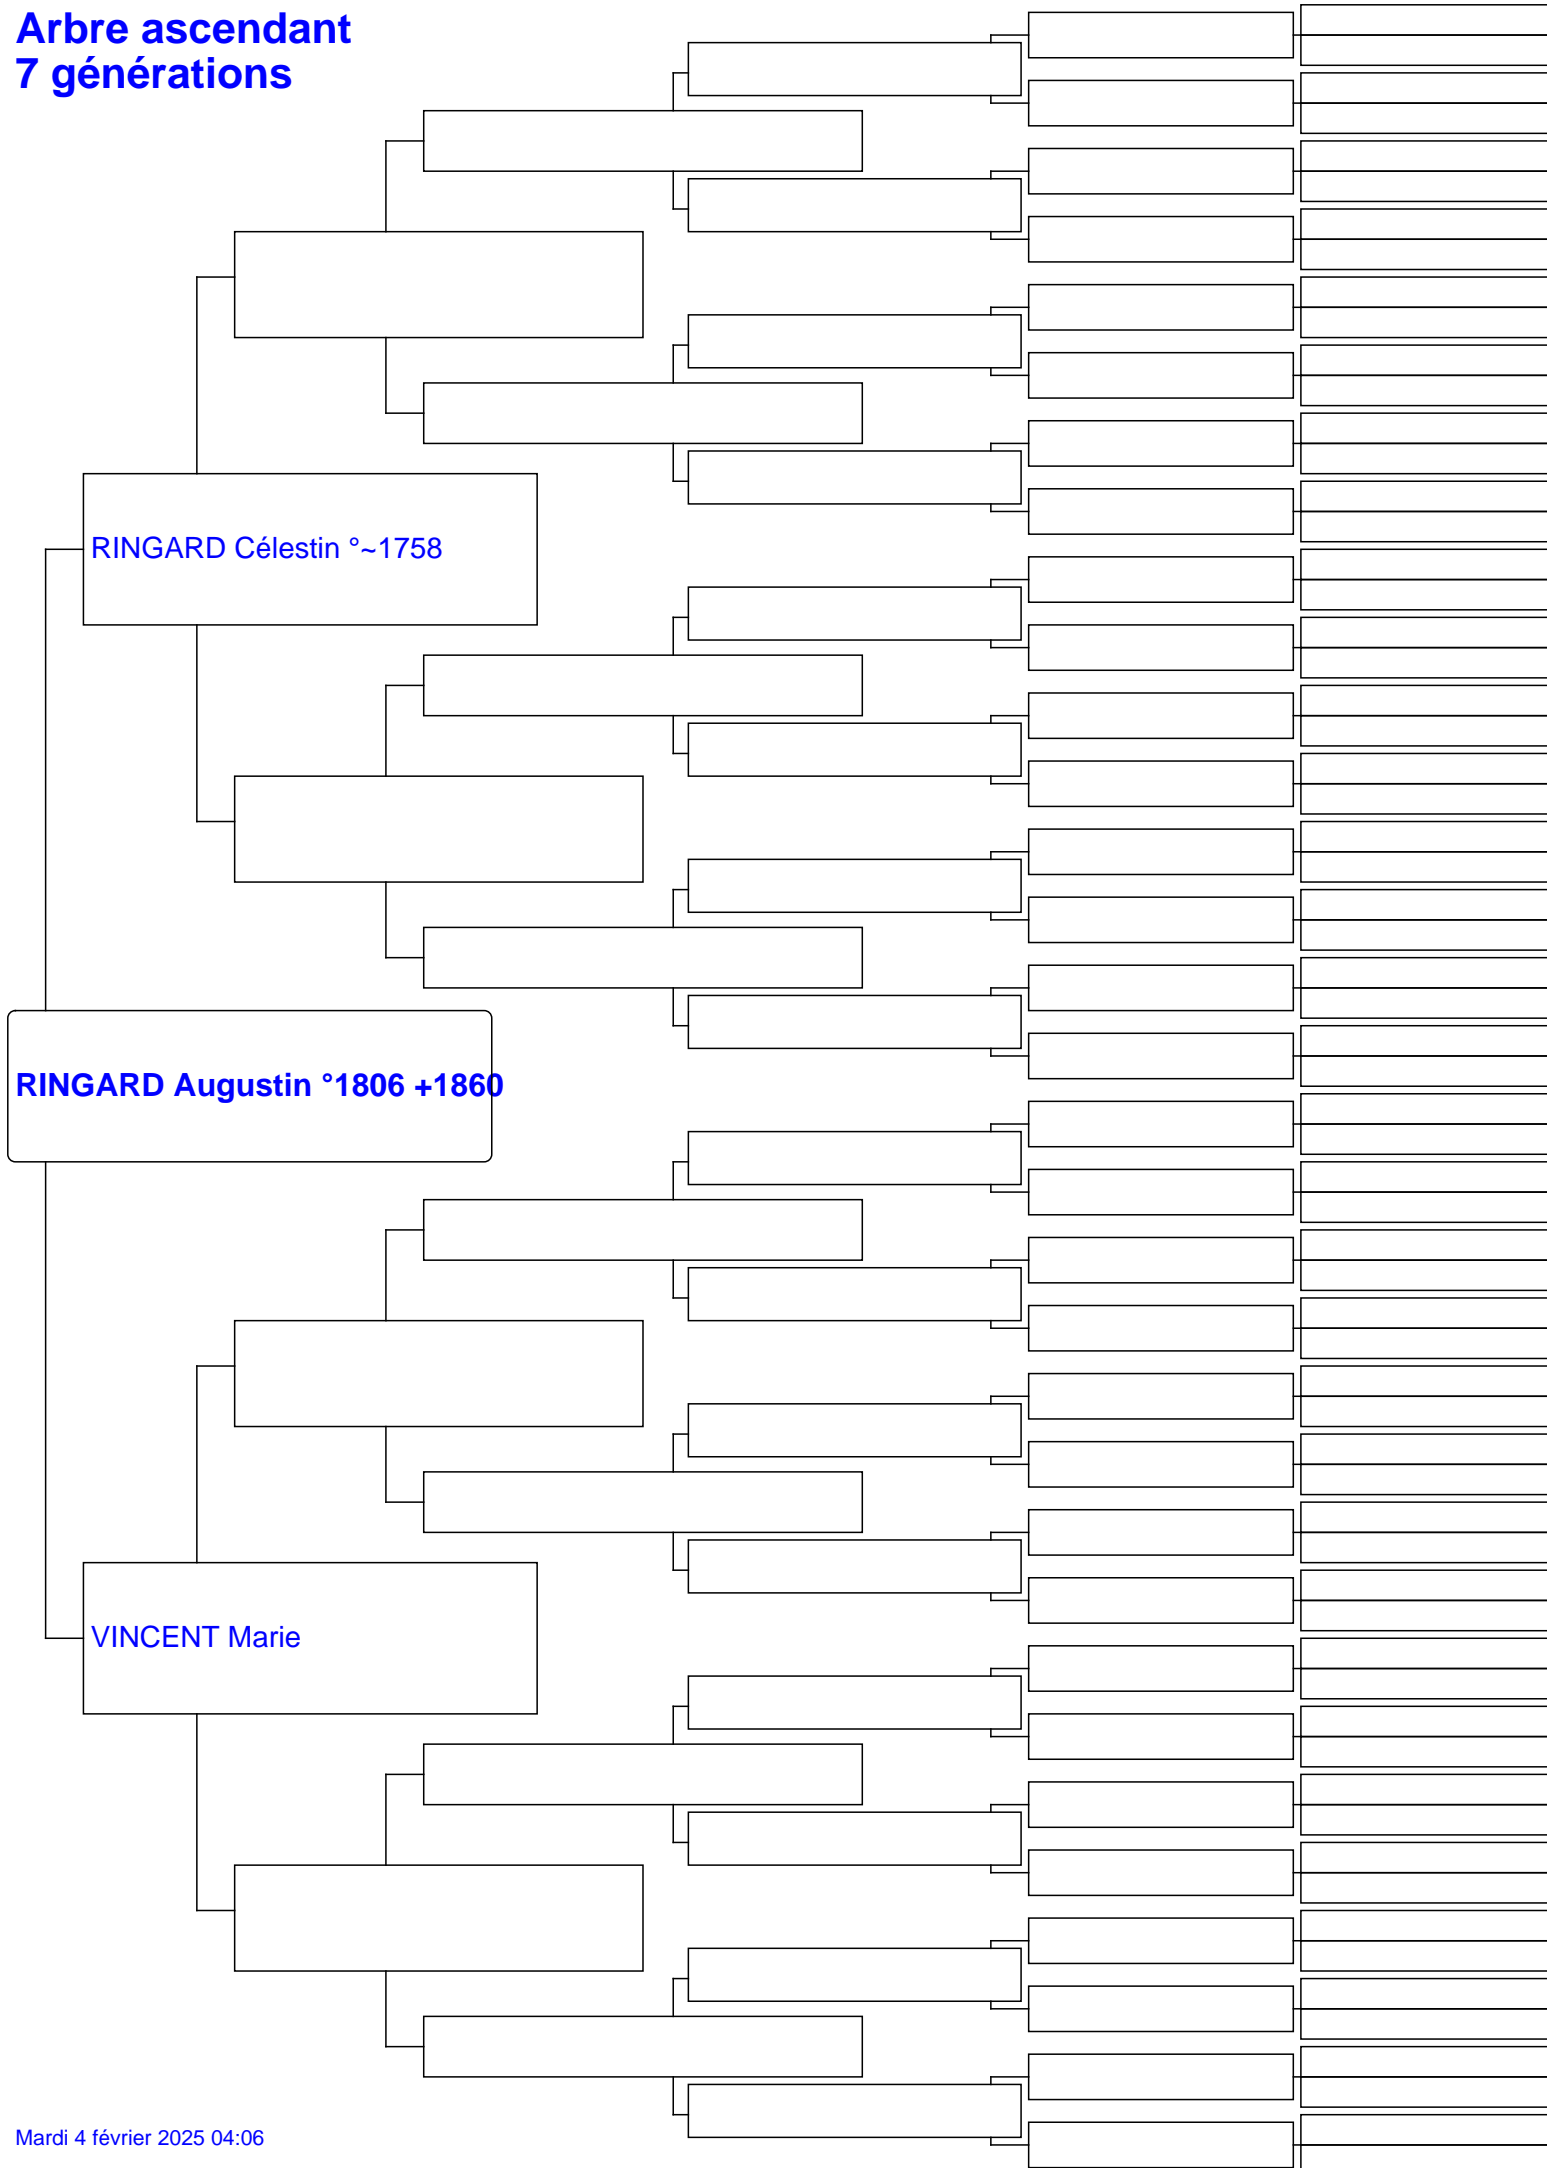 Arbre ascendant
7 générations
RINGARD Célestin °~1758
RINGARD Augustin °1806 +1860
VINCENT Marie
Mardi 4 février 2025 04:06